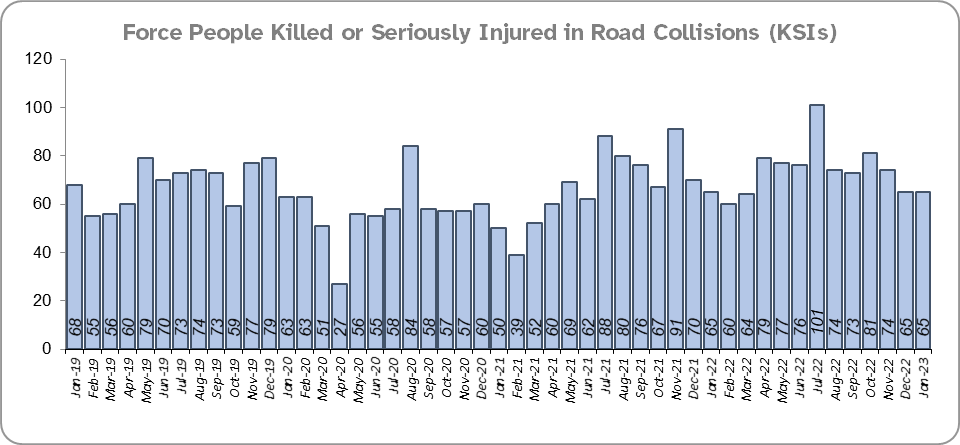 Force People Killed or Seriously Injured in Road Collisions (KSIs)
120
100
80
60
40
20
0
68 55 56 60 79 70 73 74 73 59 77 79 63 63 51 27 56 55 58 84 58 57 57 60 50 39 52 60 69 62 88 80 76 67 91 70 65 60 64 79 77 76 101 74 73 81 74 65 65
Jan-19 Feb-19 Mar-19 Apr-19 May-19 Jun-19 Jul-19 Aug-19 Sep-19 Oct-19 Nov-19 Dec-19 Jan-20 Feb-20 Mar-20 Apr-20 May-20 Jun-20 Jul-20 Aug-20 Sep-20 Oct-20 Nov-20 Dec-20 Jan-21 Feb-21 Mar-21 Apr-21 May-21 Jun-21 Jul-21 Aug-21 Sep-21 Oct-21 Nov-21 Dec-21 Jan-22 Feb-22 Mar-22 Apr-22 May-22 Jun-22 Jul-22 Aug-22 Sep-22 Oct-22 Nov-22 Dec-22 Jan-23